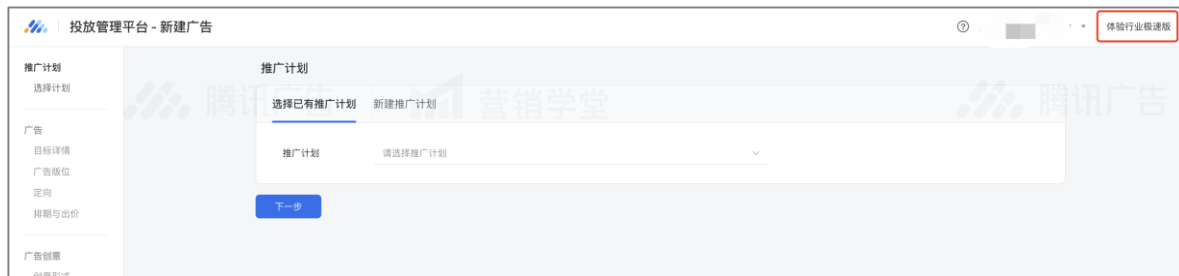 投放管理平台 - 新建广告
体验行业极速版
推广计划
选择计划
广告
目标详情
广告版位
定向
排期与出价
广告创意
创意形式
推广计划
选择已有推广计划 新建推广计划
推广计划 请选择推广计划
下一步
腾讯广告 营销学堂
腾讯广告